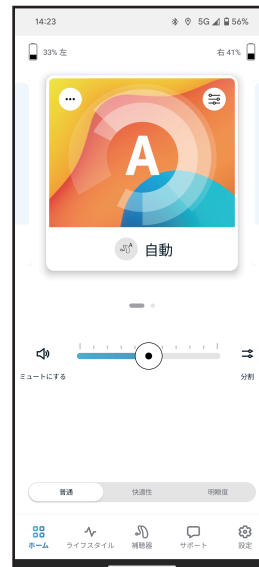 14:23 5G 56%
33% 左 右 41%
A
A
自動
ミュートにする 分割
普通 快適性 明瞭度
ホーム ライフスタイル 補聴器 サポート 設定